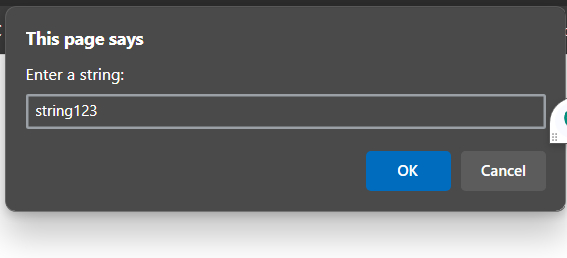 This page says
Enter a string:
string123
OK
Cancel